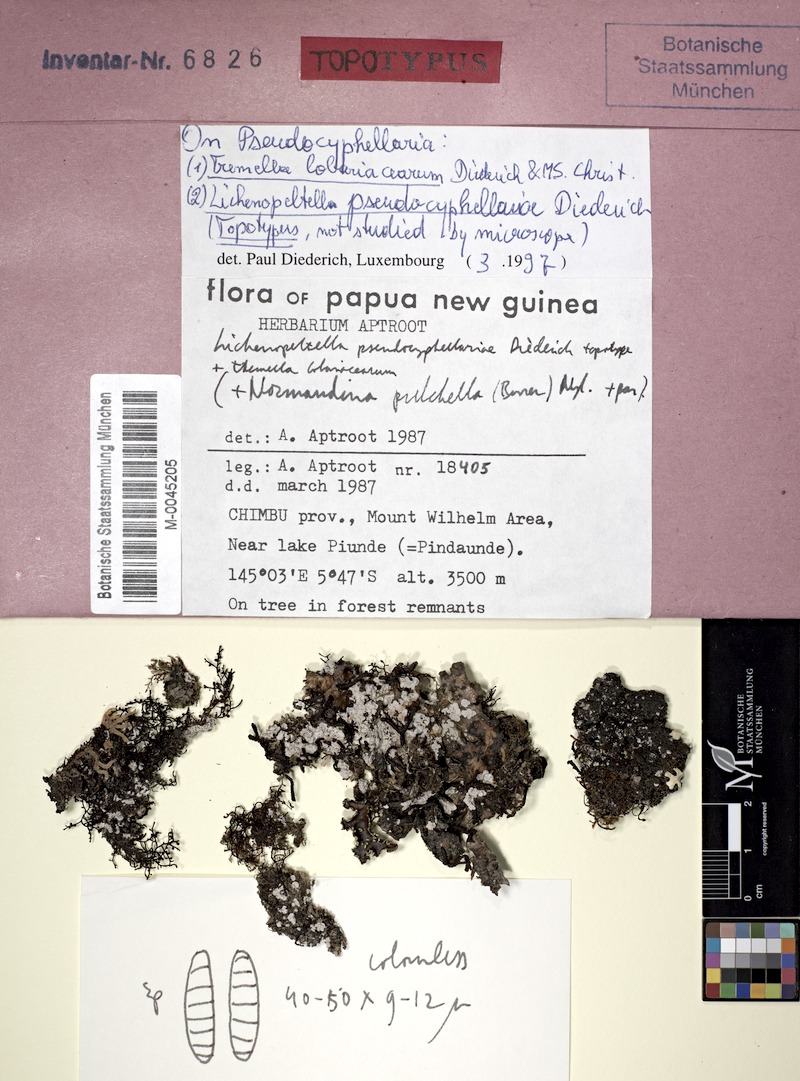 Inventar-Nr. 6826
TOPOTYPUS
Botanische
Staatssammlung
München
On Pseudocyphellaria:
(1) Tremella lobariacearum Diederich & M.S. Christ.
(2) Lichenopeltella pseudocyphellariae Diederich
(Topotypus, not studied by microscope)
det. Paul Diederich, Luxembourg (3 .1997)
flora OF papua new guinea
HERBARIUM APTROOT
Lichenopeltella pseudocyphellariae Diederich topotype
+ Tremella lobariacearum
(+ Normandina pulchella (Borrer) Nyl. + par).
det.: A. Aptroot 1987
leg.: A. Aptroot nr. 18405
d.d. march 1987
CHIMBU prov., Mount Wilhelm Area,
Near lake Piunde (=Pindaunde).
145°03'E 5°47'S alt. 3500 m
On tree in forest remnants
Botanische Staatssammlung München
M-0045205
BOTANISCHE
STAATSSAMMLUNG
MÜNCHEN
0 1 2
cm
copyright reserved
colourless
sp
40-50 x 9-12 µ